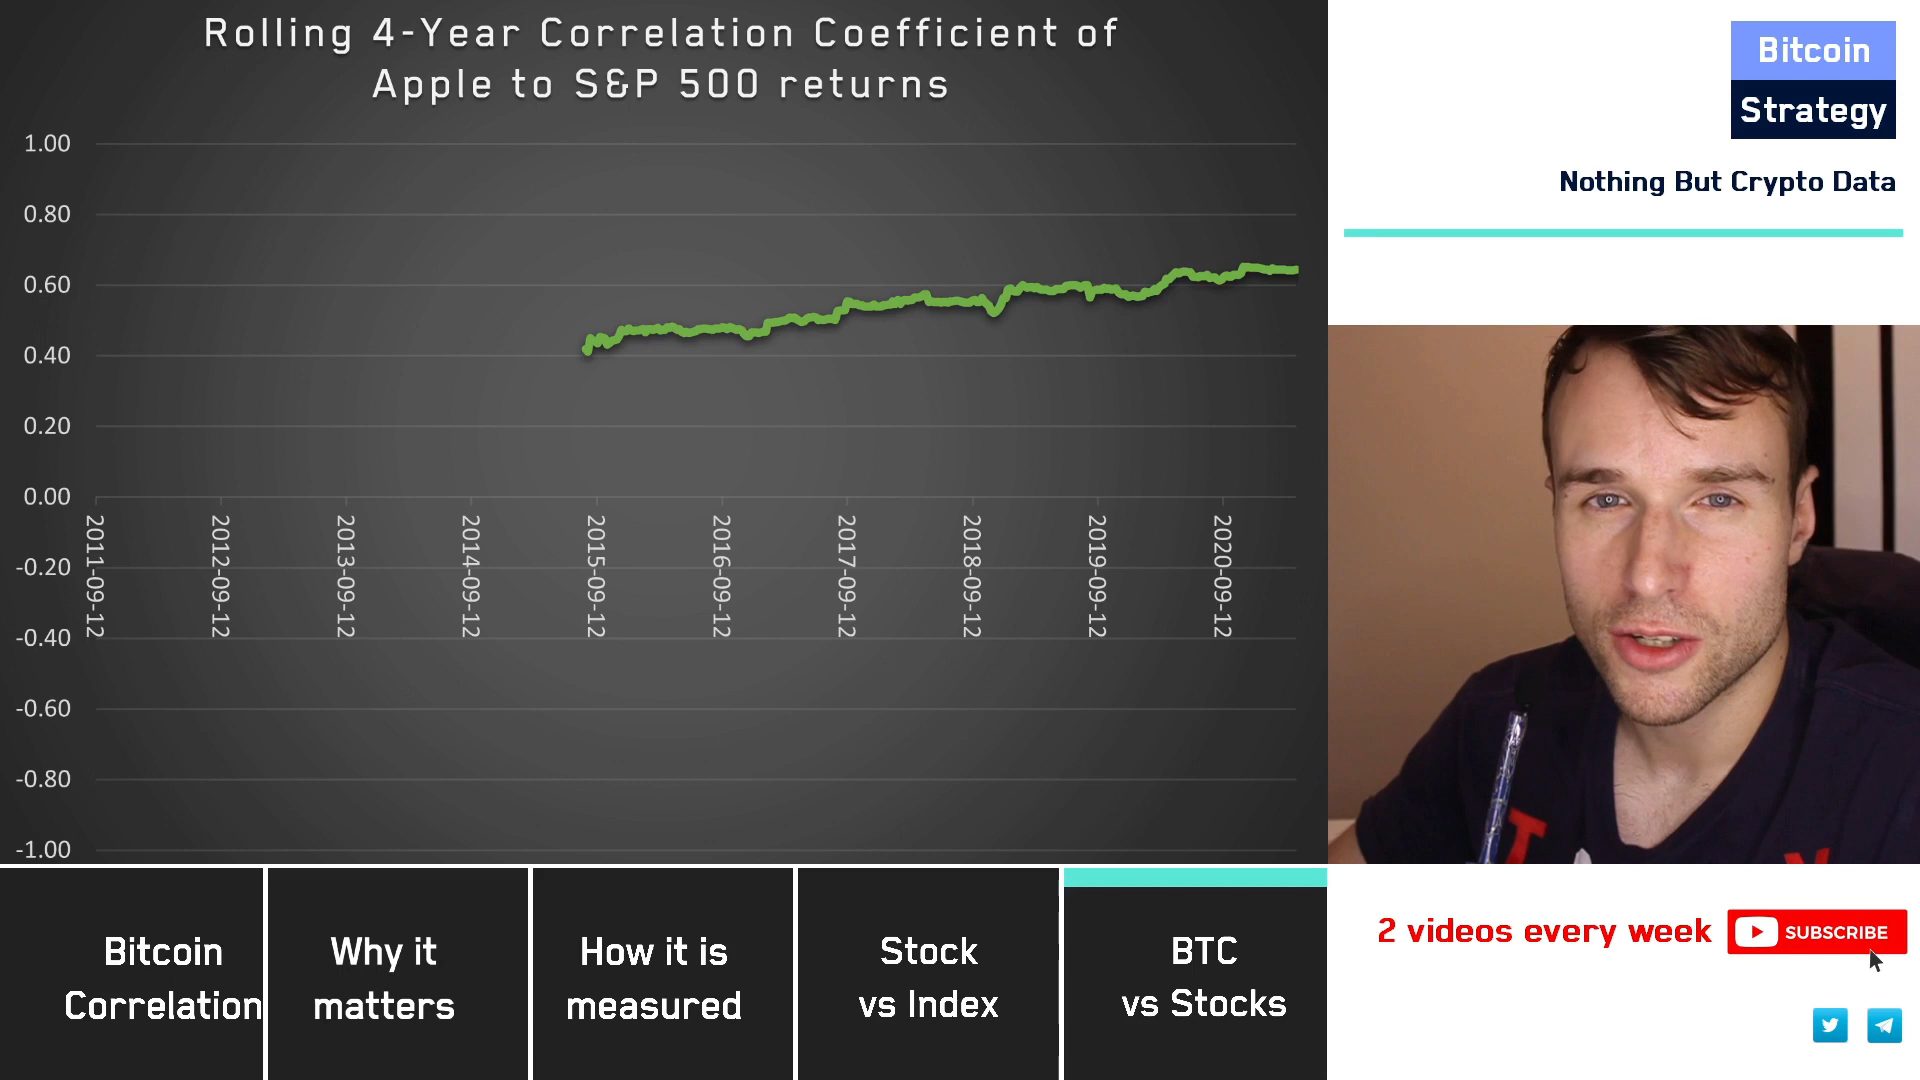 Rolling 4-Year Correlation Coefficient of
Apple to S&P 500 returns
1.00
0.80
0.60
0.40
0.20
0.00
-0.20
-0.40
-0.60
-0.80
-1.00
2011-09-12
2012-09-12
2013-09-12
2014-09-12
2015-09-12
2016-09-12
2017-09-12
2018-09-12
2019-09-12
2020-09-12
Bitcoin
Strategy
Nothing But Crypto Data
Bitcoin
Correlation
Why it
matters
How it is
measured
Stock
vs Index
BTC
vs Stocks
2 videos every week
SUBSCRIBE